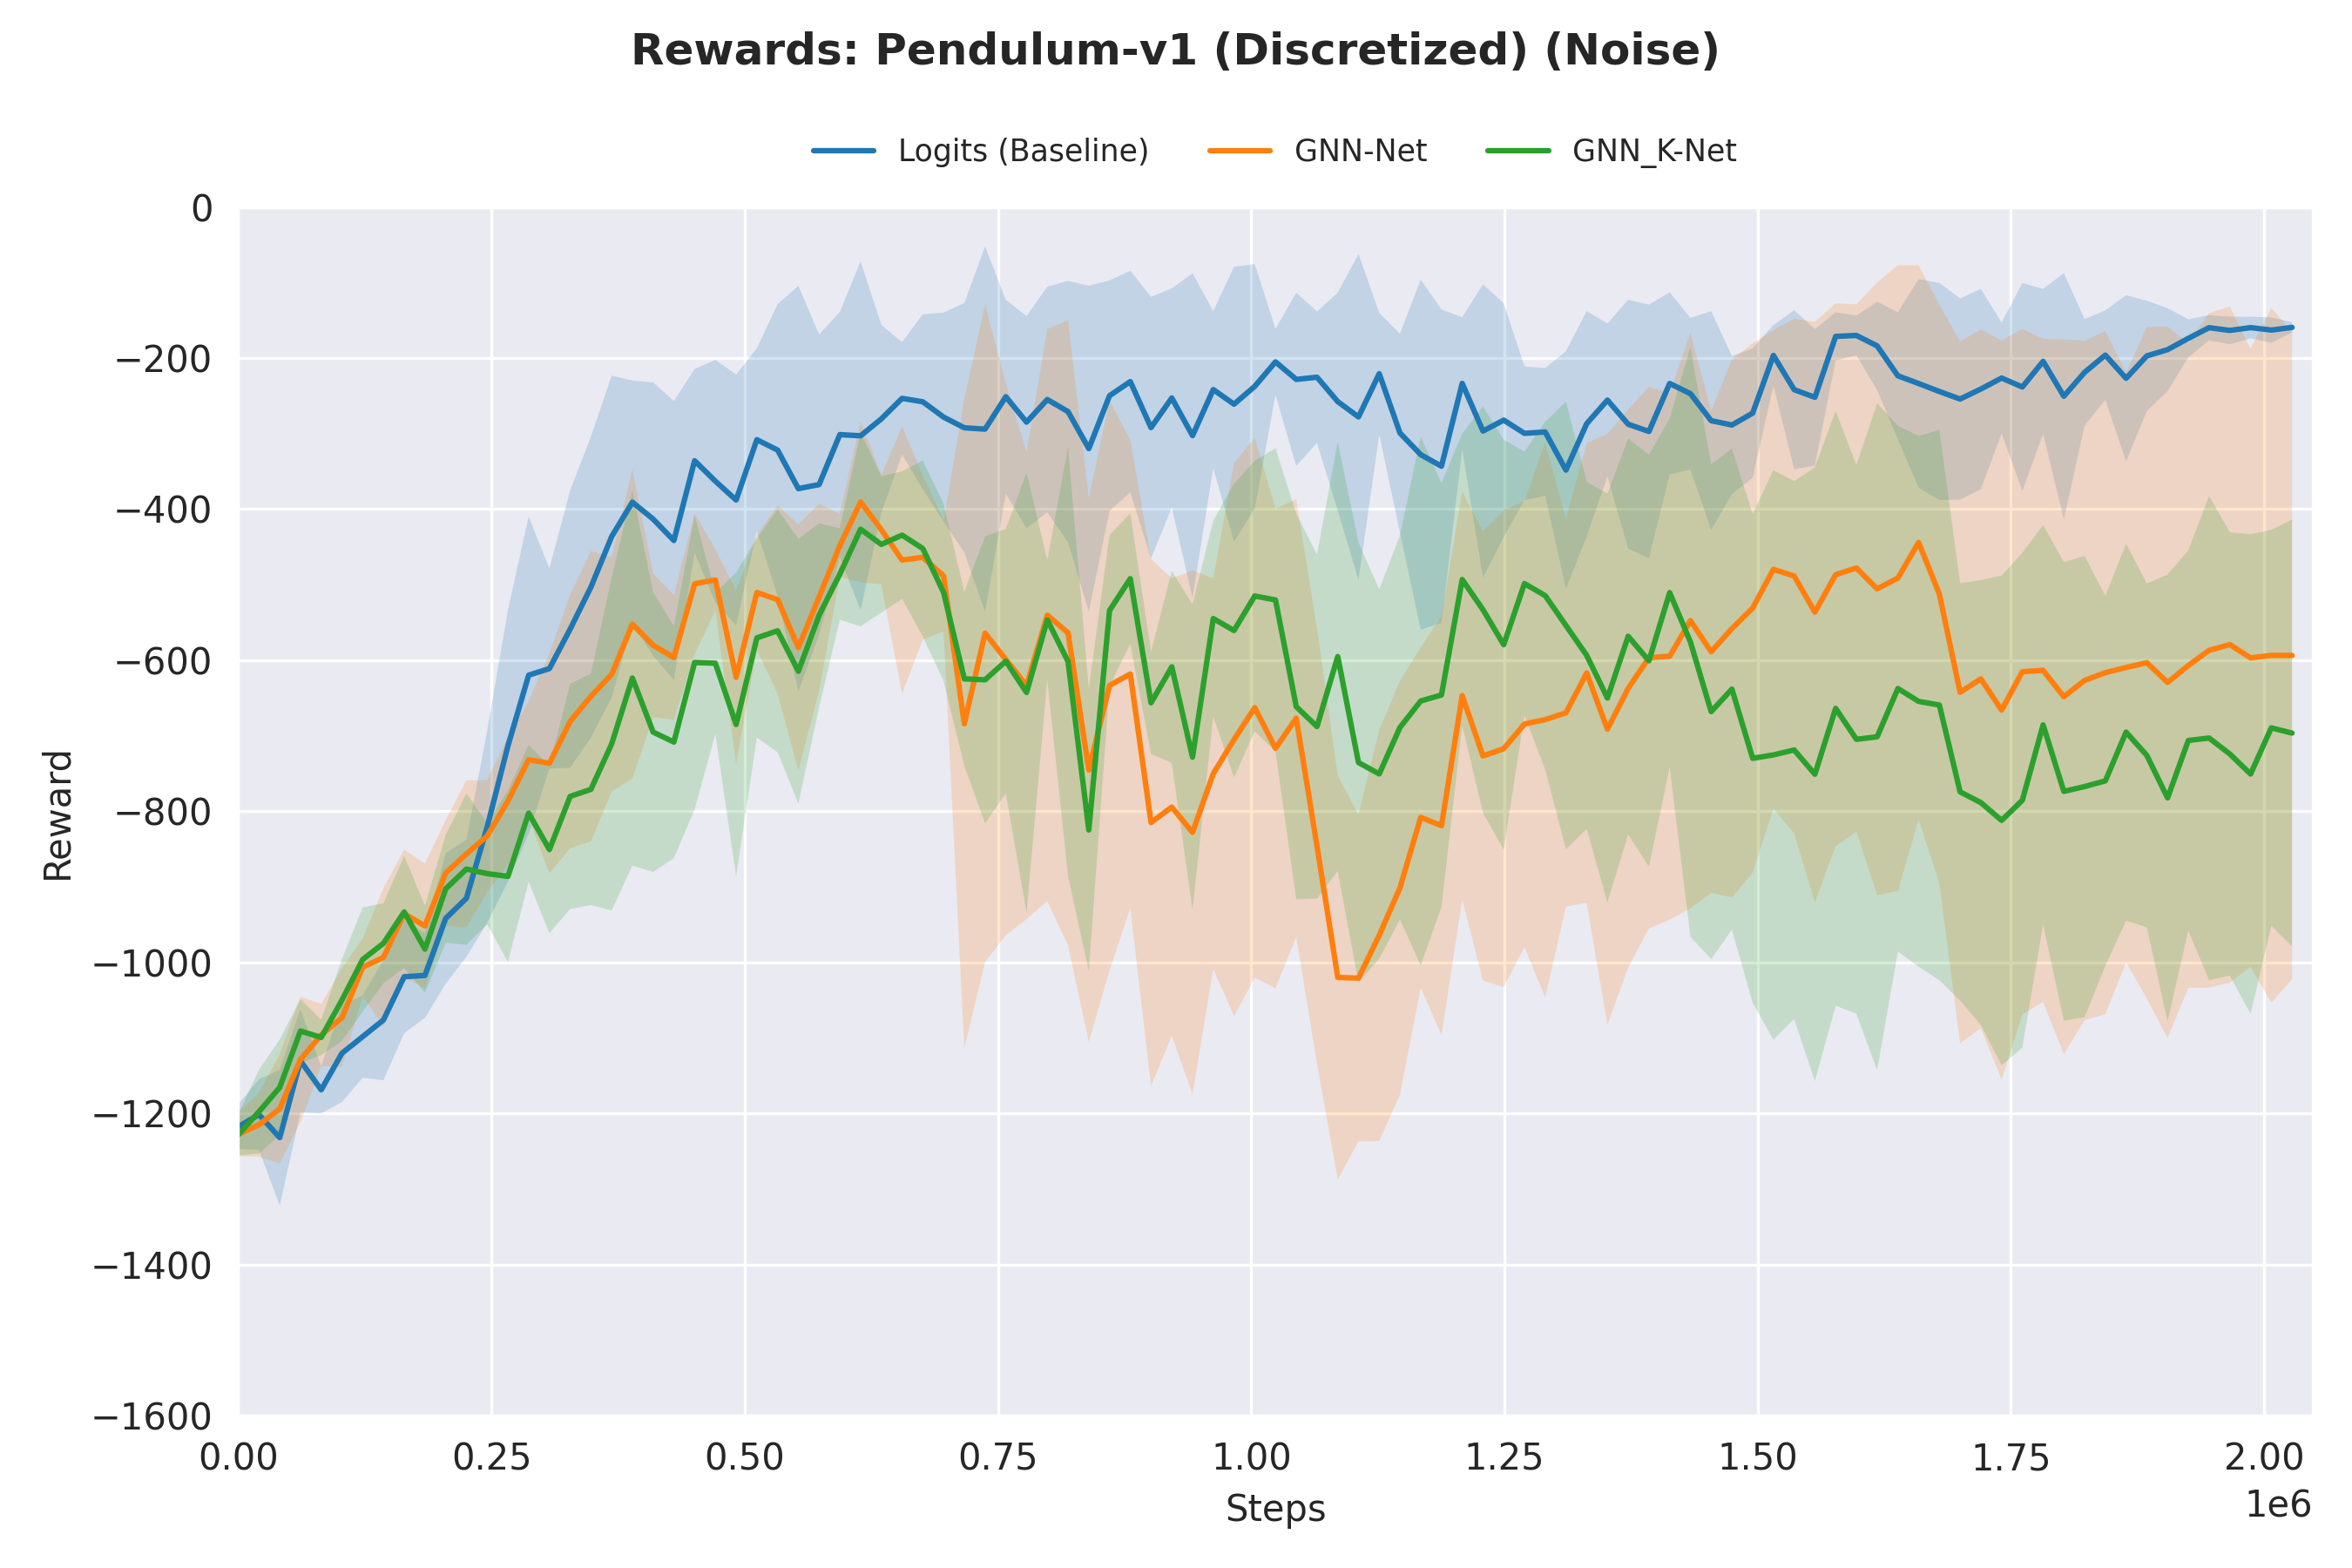 Rewards: Pendulum-v1 (Discretized) (Noise)
Logits (Baseline) GNN-Net GNN_K-Net
0
−200
−400
−600
−800
−1000
−1200
−1400
−1600
Reward
0.00 0.25 0.50 0.75 1.00 1.25 1.50 1.75 2.00
Steps
1e6